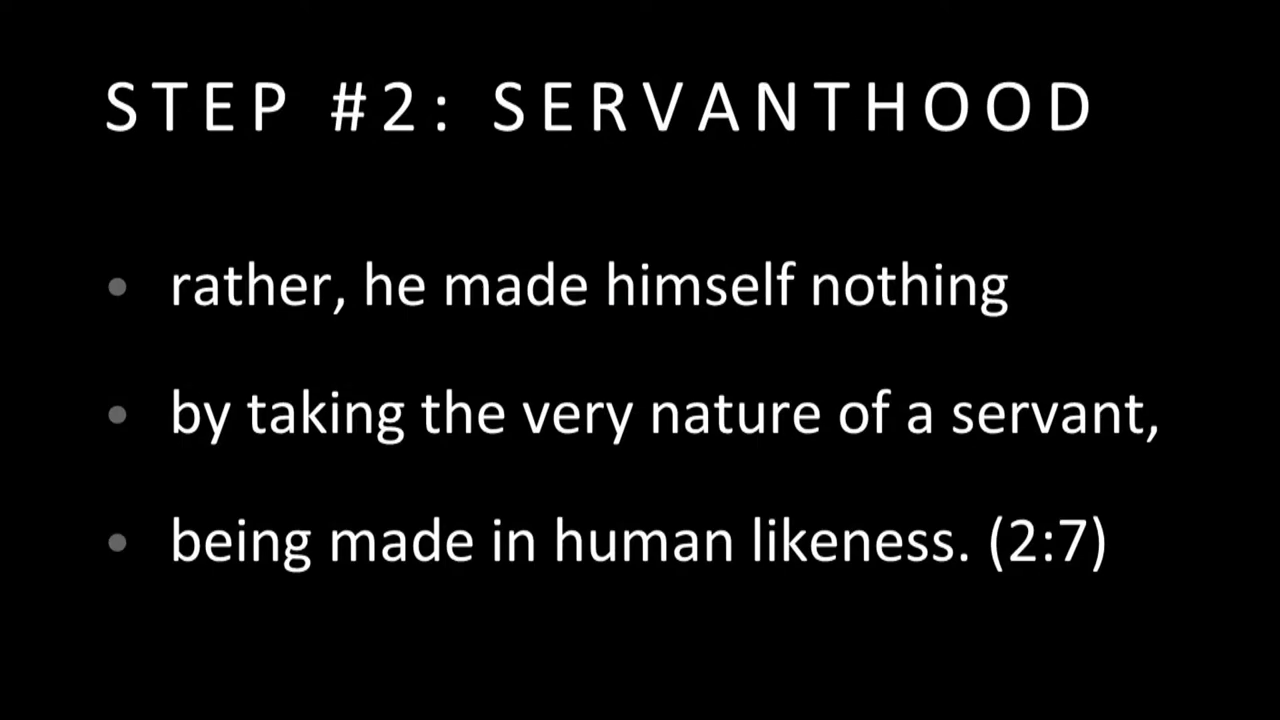 STEP #2: SERVANTHOOD
• rather, he made himself nothing
• by taking the very nature of a servant,
• being made in human likeness. (2:7)